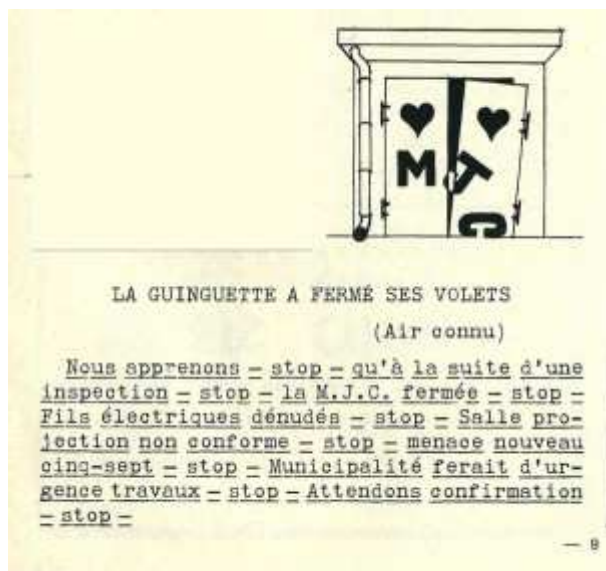 M J C
LA GUINGUETTE A FERMÉ SES VOLETS
(Air connu)
Nous apprenons – stop – qu'à la suite d'une
inspection – stop – la M.J.C. fermée – stop –
Fils électriques dénudés – stop – Salle pro-
jection non conforme – stop – menace nouveau
cinq-sept – stop – Municipalité ferait d'ur-
gence travaux – stop – Attendons confirmation
– stop –
— 8